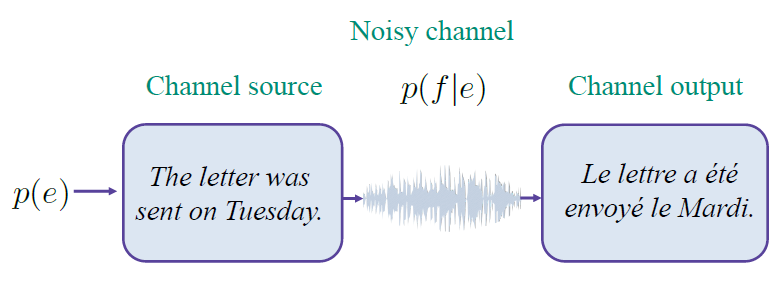 Noisy channel
Channel source
p(f|e)
Channel output
p(e)
The letter was
sent on Tuesday.
Le lettre a été
envoyé le Mardi.